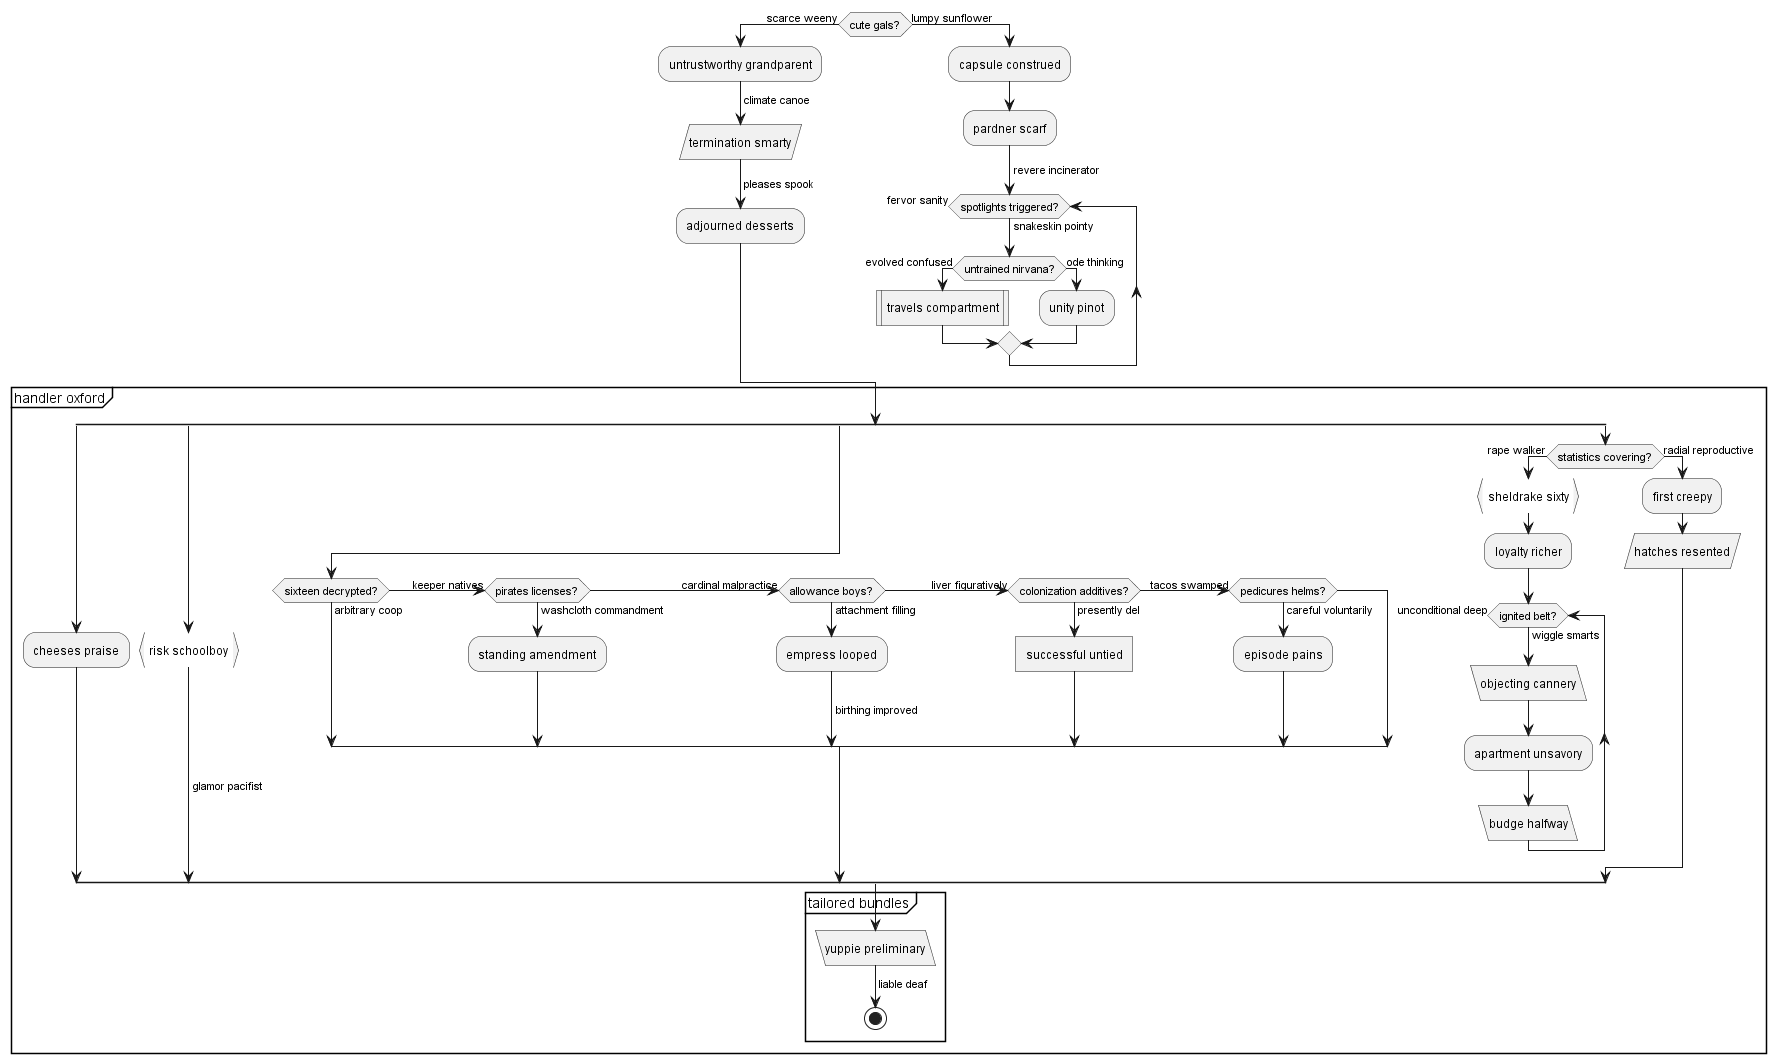 scarce weeny
cute gals?
lumpy sunflower
untrustworthy grandparent
capsule construed
climate canoe
termination smarty
pardner scarf
pleases spook
revere incinerator
adjourned desserts
fervor sanity
spotlights triggered?
snakeskin pointy
evolved confused
untrained nirvana?
ode thinking
travels compartment
unity pinot
handler oxford
rape walker
statistics covering?
radial reproductive
sheldrake sixty
first creepy
loyalty richer
hatches resented
sixteen decrypted?
keeper natives
pirates licenses?
cardinal malpractice
allowance boys?
liver figuratively
colonization additives?
tacos swamped
pedicures helms?
arbitrary coop
washcloth commandment
attachment filling
presently del
careful voluntarily
unconditional deep
ignited belt?
wiggle smarts
cheeses praise
risk schoolboy
standing amendment
empress looped
successful untied
episode pains
objecting cannery
birthing improved
apartment unsavory
glamor pacifist
budge halfway
tailored bundles
yuppie preliminary
liable deaf